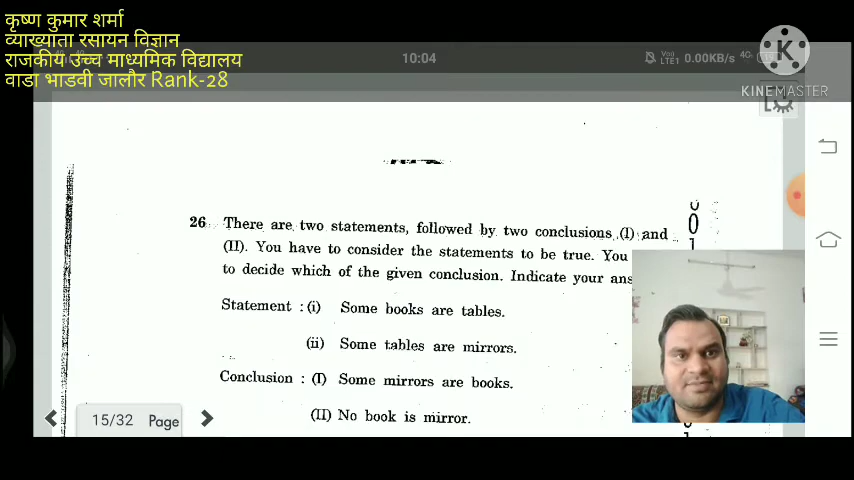 कृष्ण कुमार शर्मा
व्याख्याता रसायन विज्ञान
राजकीय उच्च माध्यमिक विद्यालय
वाडा भाडवी जालौर Rank-28
10:04
Vo) LTE1 0.00KB/s 4G
K
KINEMASTER
26 There are two statements, followed by two conclusions (I) and
(II). You have to consider the statements to be true. You
to decide which of the given conclusion. Indicate your ans
Statement : (i) Some books are tables.
(ii) Some tables are mirrors.
Conclusion : (I) Some mirrors are books.
(II) No book is mirror.
15/32 Page